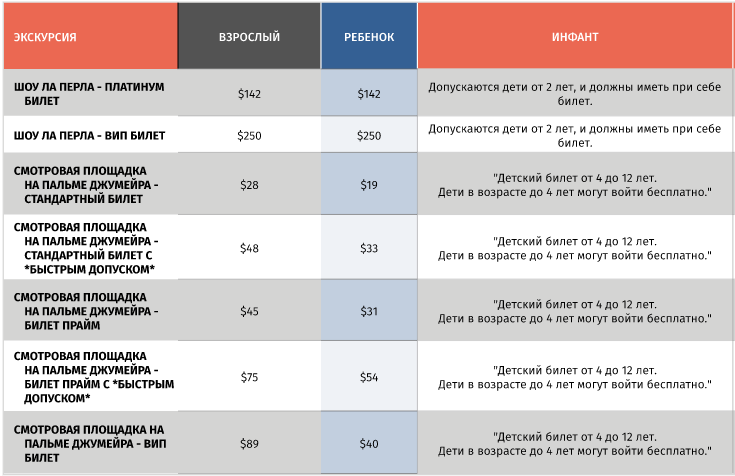 ЭКСКУРСИЯ
ВЗРОСЛЫЙ
РЕБЕНОК
ИНФАНТ
ШОУ ЛА ПЕРЛА - ПЛАТИНУМ
БИЛЕТ
$142
$142
Допускаются дети от 2 лет, и должны иметь при себе
билет.
ШОУ ЛА ПЕРЛА - ВИП БИЛЕТ
$250
$250
Допускаются дети от 2 лет, и должны иметь при себе
билет.
СМОТРОВАЯ ПЛОЩАДКА
НА ПАЛЬМЕ ДЖУМЕЙРА -
СТАНДАРТНЫЙ БИЛЕТ
$28
$19
"Детский билет от 4 до 12 лет.
Дети в возрасте до 4 лет могут войти бесплатно."
СМОТРОВАЯ ПЛОЩАДКА
НА ПАЛЬМЕ ДЖУМЕЙРА -
СТАНДАРТНЫЙ БИЛЕТ С
*БЫСТРЫМ ДОПУСКОМ*
$48
$33
"Детский билет от 4 до 12 лет.
Дети в возрасте до 4 лет могут войти бесплатно."
СМОТРОВАЯ ПЛОЩАДКА
НА ПАЛЬМЕ ДЖУМЕЙРА -
БИЛЕТ ПРАЙМ
$45
$31
"Детский билет от 4 до 12 лет.
Дети в возрасте до 4 лет могут войти бесплатно."
СМОТРОВАЯ ПЛОЩАДКА
НА ПАЛЬМЕ ДЖУМЕЙРА -
БИЛЕТ ПРАЙМ С *БЫСТРЫМ
ДОПУСКОМ*
$75
$54
"Детский билет от 4 до 12 лет.
Дети в возрасте до 4 лет могут войти бесплатно."
СМОТРОВАЯ ПЛОЩАДКА НА
ПАЛЬМЕ ДЖУМЕЙРА - ВИП
БИЛЕТ
$89
$40
"Детский билет от 4 до 12 лет.
Дети в возрасте до 4 лет могут войти бесплатно."